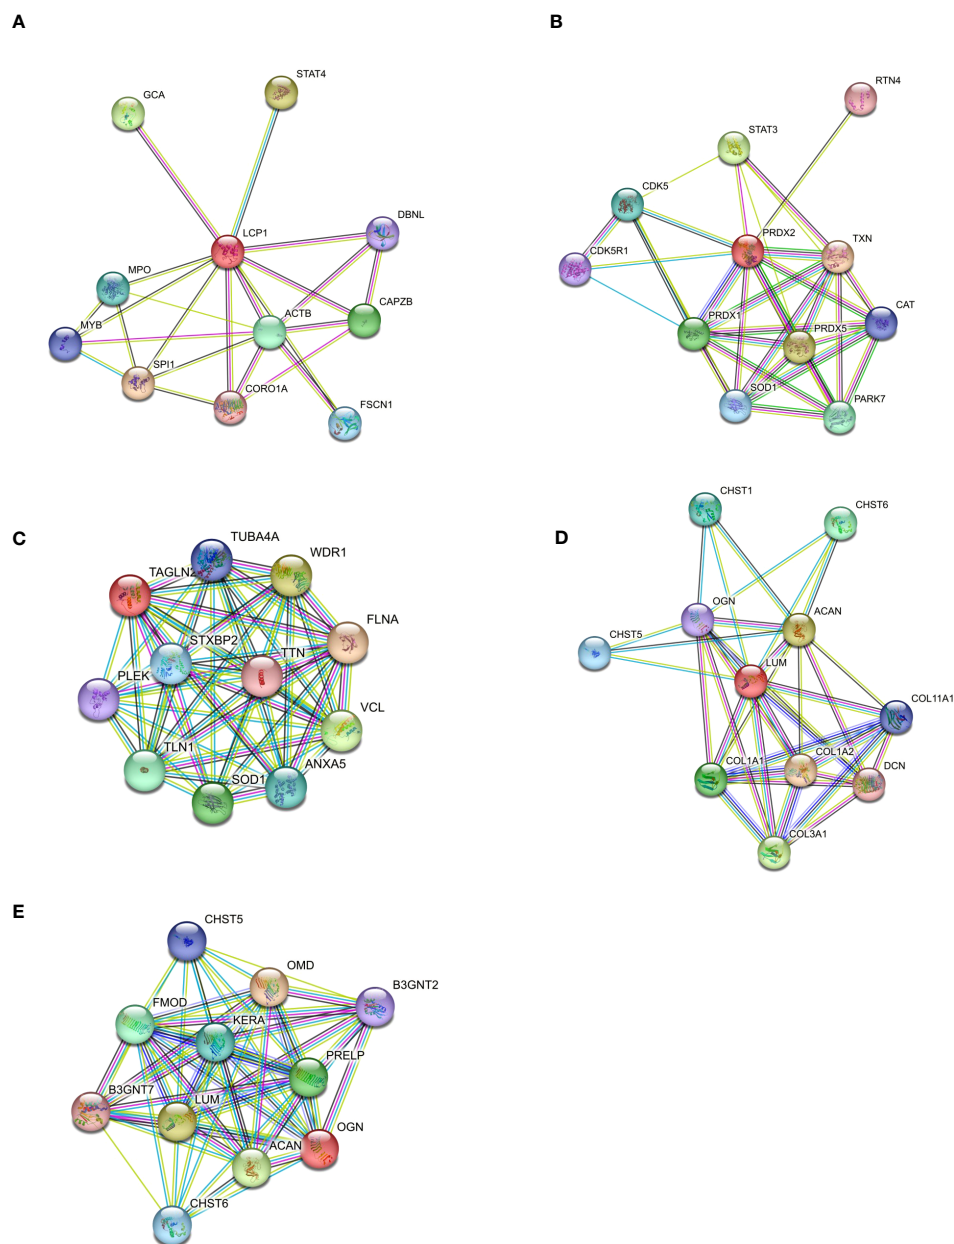 A
B
STAT4
GCA
RTN4
STAT3
CDK5
DBNL
LCP1
PRDX2
TXN
CDK5R1
MPO
ACTB
CAPZB
MYB
PRDX1
PRDX5
CAT
SPI1
CORO1A
FSCN1
SOD1
PARK7
C
D
TUBA4A
WDR1
TAGLN2
FLNA
STXBP2
TTN
PLEK
VCL
TLN1
ANXA5
SOD1
CHST1
CHST6
OGN
ACAN
CHST5
LUM
COL11A1
COL1A2
COL1A1
DCN
COL3A1
E
CHST5
OMD
B3GNT2
FMOD
KERA
PRELP
B3GNT7
LUM
OGN
ACAN
CHST6